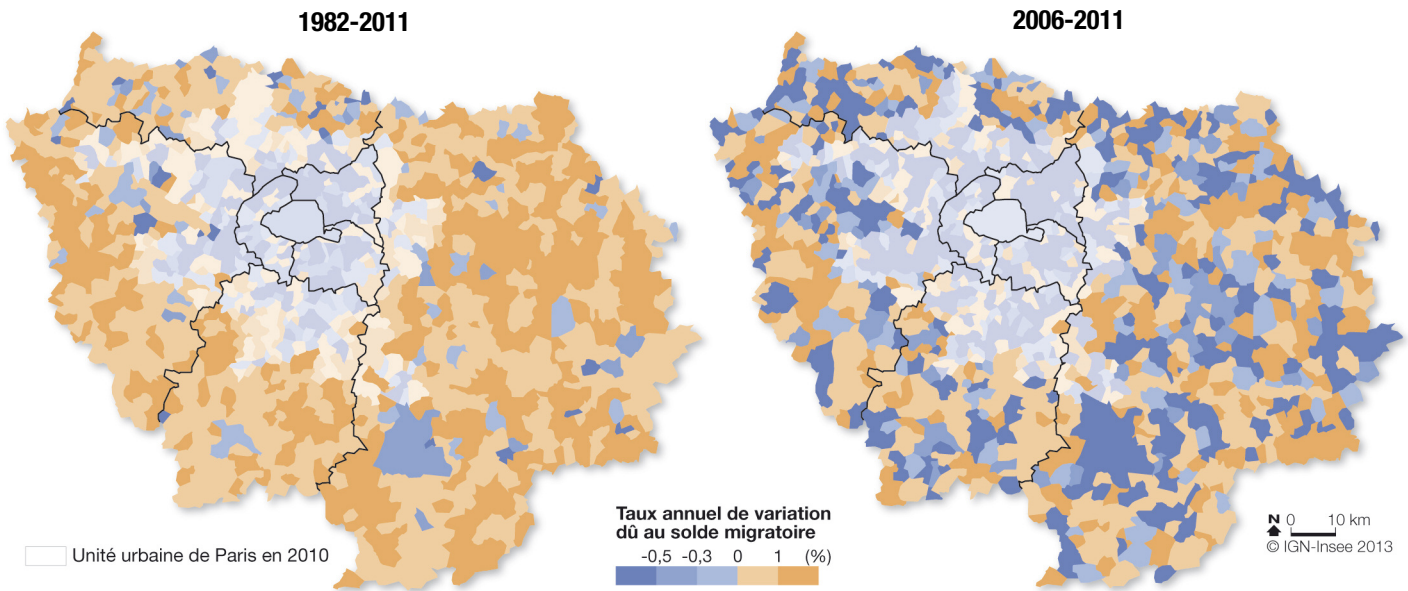 1982-2011
2006-2011
Unité urbaine de Paris en 2010
Taux annuel de variation
dû au solde migratoire
-0,5 -0,3 0 1 (%)
N 0 10 km
© IGN-Insee 2013